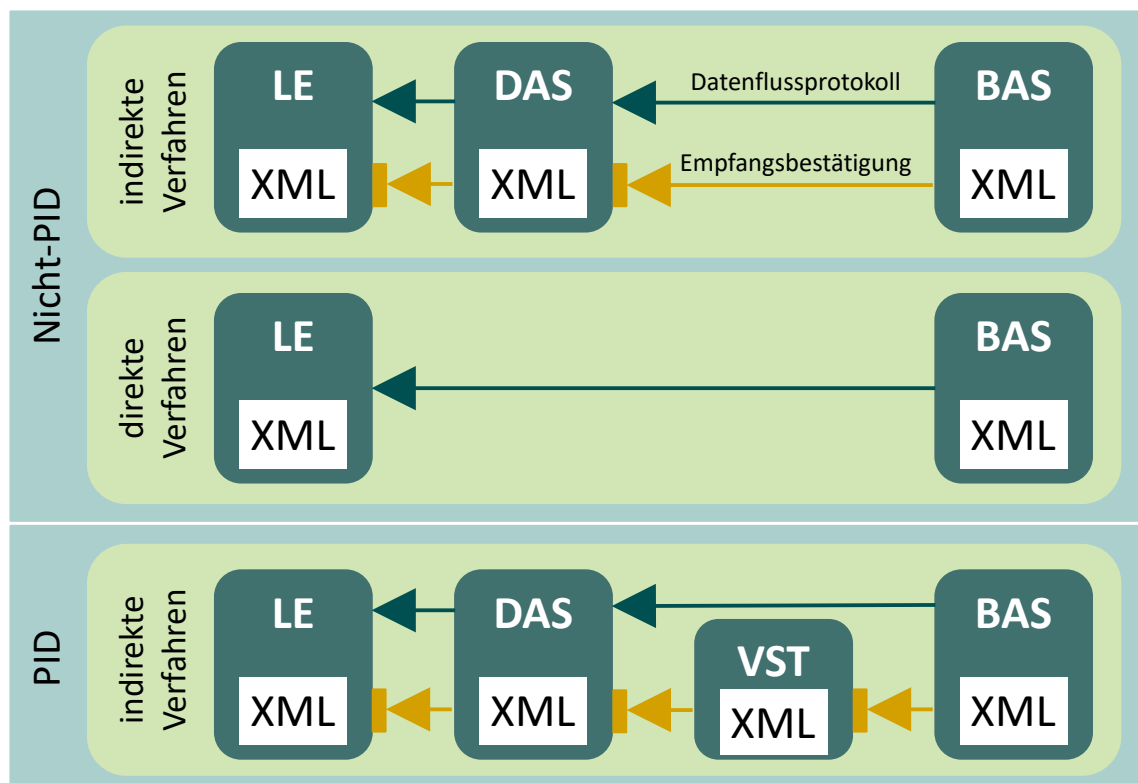 Nicht-PID
indirekte
Verfahren
LE
DAS
Datenflussprotokoll
BAS
XML
XML
Empfangsbestätigung
XML
direkte
Verfahren
LE
BAS
XML
XML
PID
indirekte
Verfahren
LE
DAS
VST
BAS
XML
XML
XML
XML